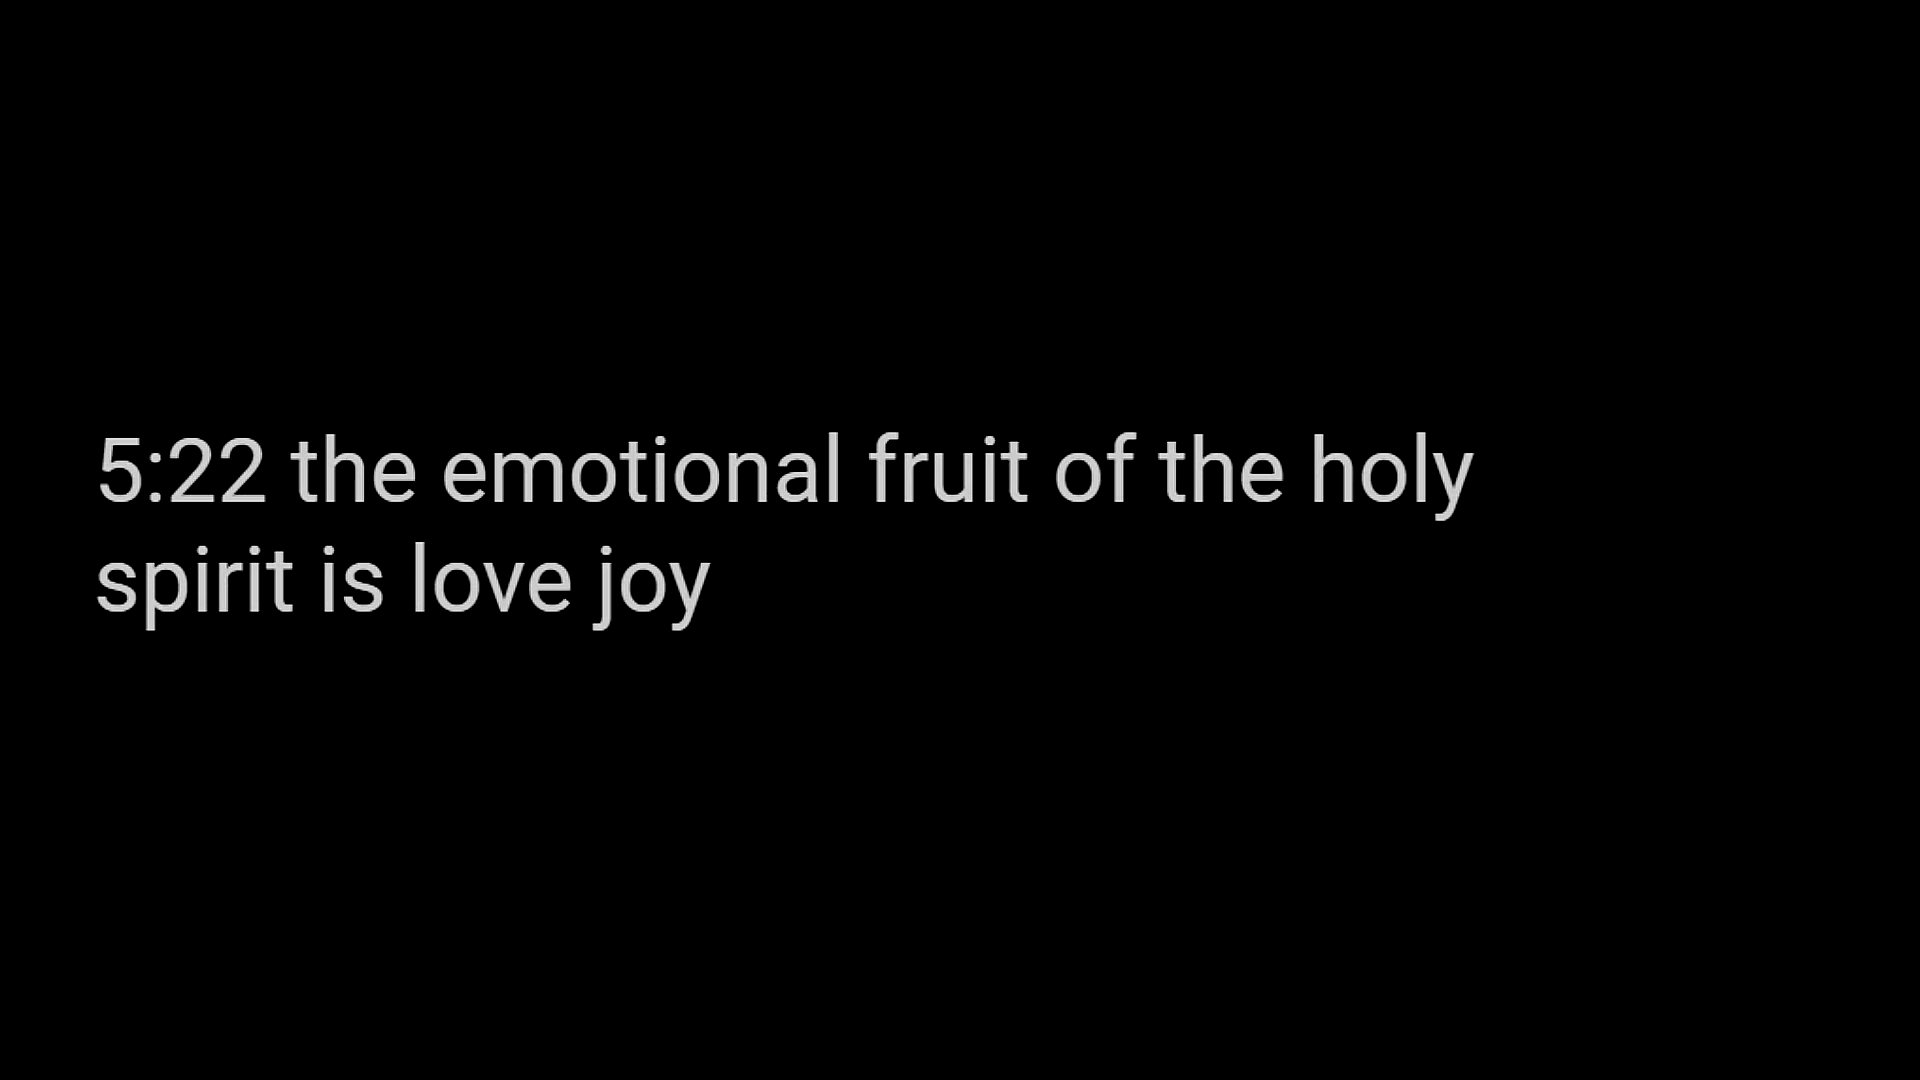 5:22 the emotional fruit of the holy
spirit is love joy